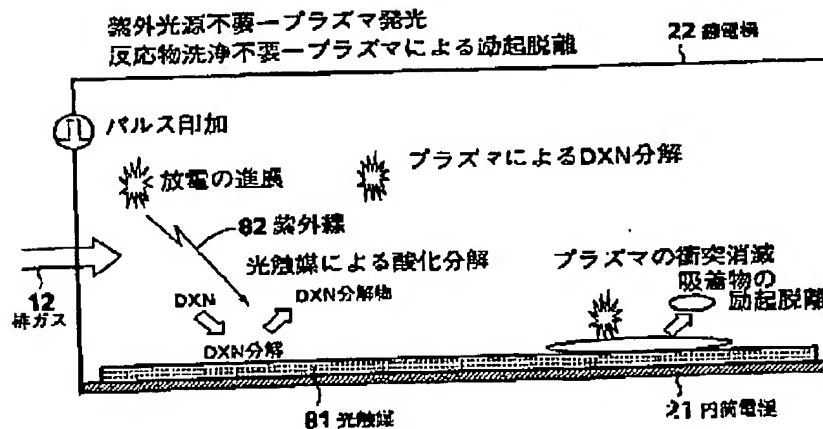 紫外光源不要ープラズマ発光
反応物洗浄不要ープラズマによる励起脱離
22 線電極
パルス印加
放電の進展
プラズマによるDXN分解
82 紫外線
光触媒による酸化分解
プラズマの衝突消滅
吸着物の
励起脱離
12
排ガス
DXN
DXN分解物
DXN分解
81 光触媒
21 円筒電極